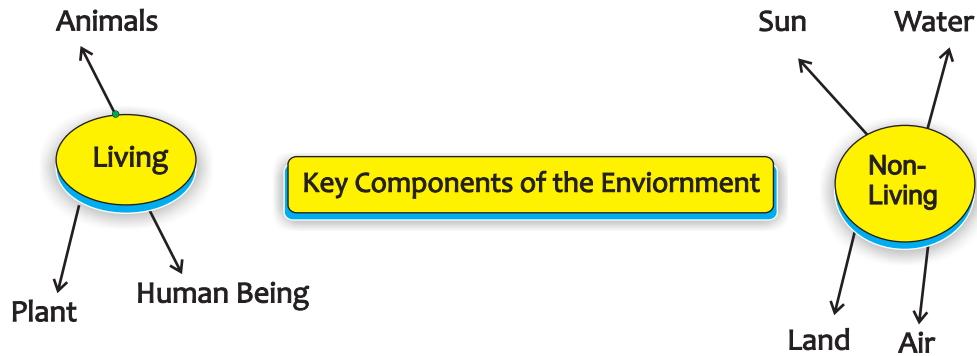 Animals
Sun
Water
Living
Key Components of the Enviornment
Non-
Living
Plant
Human Being
Land
Air